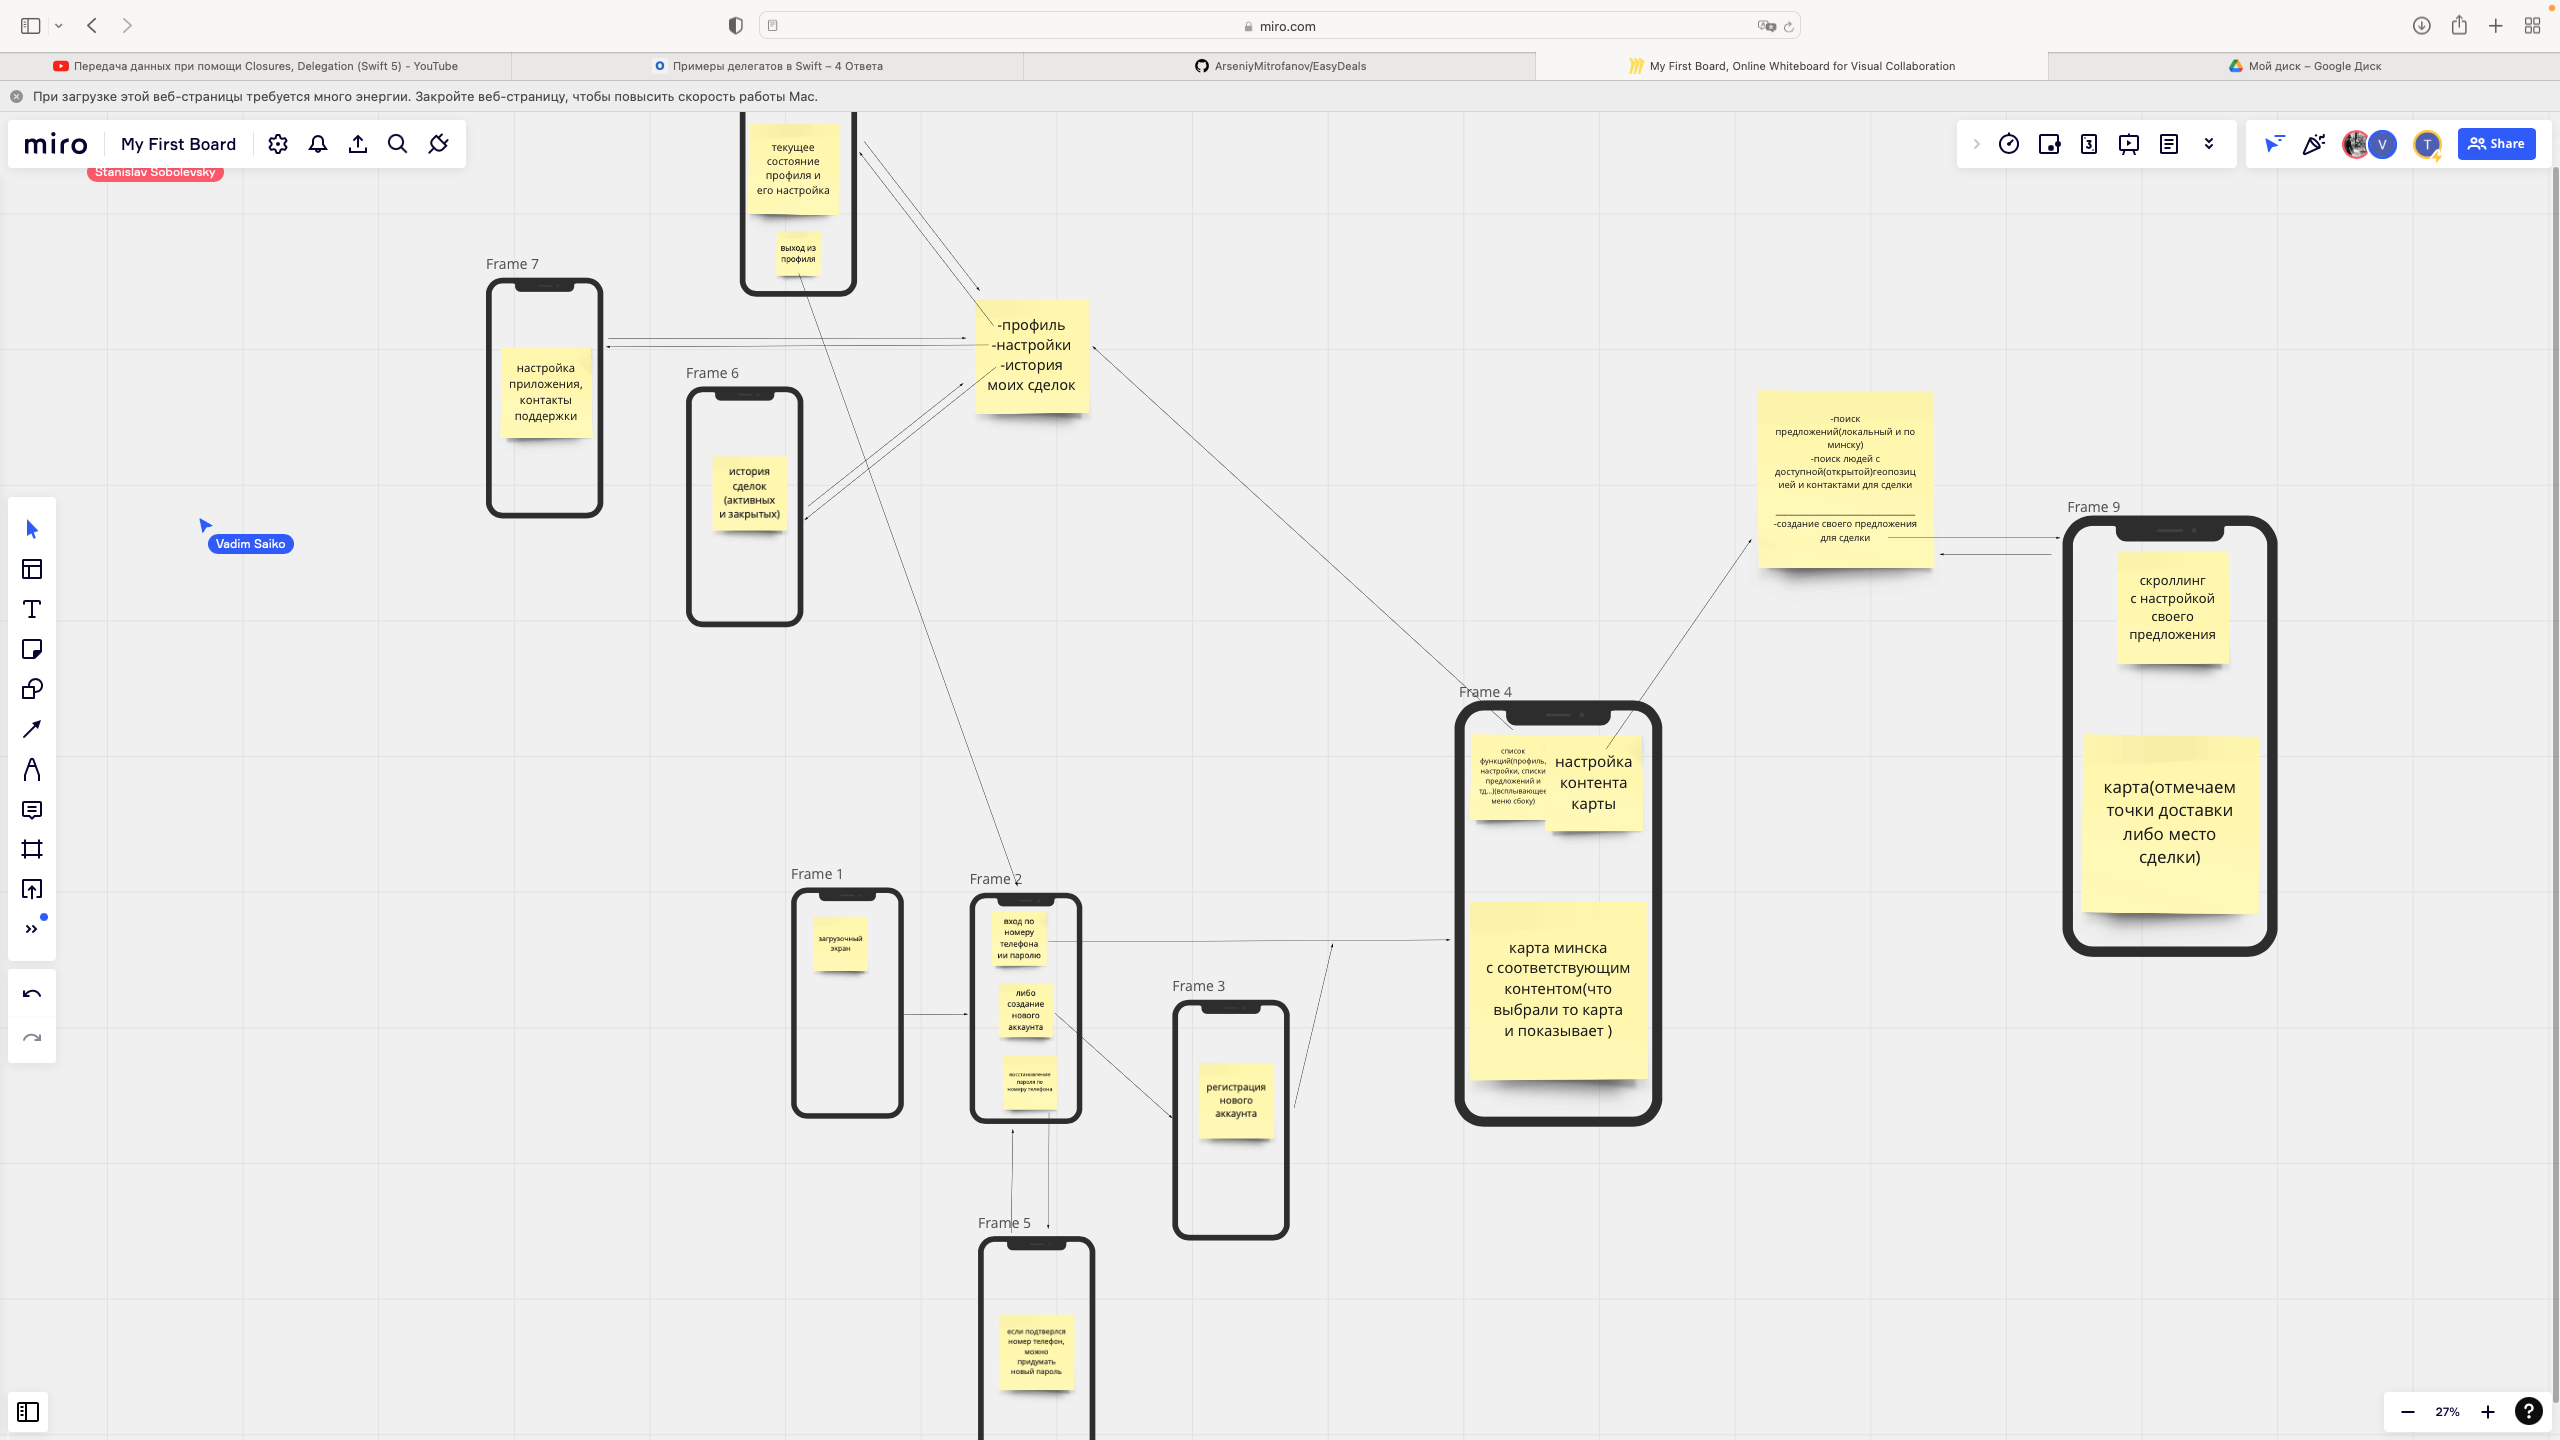 miro.com
Передача данных при помощи Closures, Delegation (Swift 5) - YouTube
Примеры делегатов в Swift – 4 Ответа
ArseniyMitrofanov/EasyDeals
My First Board, Online Whiteboard for Visual Collaboration
Мой диск – Google Диск
При загрузке этой веб-страницы требуется много энергии. Закройте веб-страницу, чтобы повысить скорость работы Mac.
miro
My First Board
3
V
T
Share
Stanislav Sobolevsky
текущее
состояние
профиля и
его настройка
выход из
профиля
Frame 7
настройка
приложения,
контакты
поддержки
-профиль
-настройки
-история
моих сделок
Frame 6
история
сделок
(активных
и закрытых)
Vadim Saiko
-поиск
предложений(локальный и по
минску)
-поиск людей с
доступной(открытой)геопозиц
ией и контактами для сделки
-создание своего предложения
для сделки
Frame 9
скроллинг
с настройкой
своего
предложения
карта(отмечаем
точки доставки
либо место
сделки)
Frame 4
список
функций(профиль,
настройки, списки
предложений и
тд...)(всплывающее
меню сбоку)
настройка
контента
карты
карта минска
с соответствующим
контентом(что
выбрали то карта
и показывает )
Frame 1
загрузочный
экран
Frame 2
вход по
номеру
телефона
ии паролю
либо
создание
нового
аккаунта
восстановление
пароля по
номеру телефона
Frame 3
регистрация
нового
аккаунта
Frame 5
если подтверлся
номер телефон,
можно
придумать
новый пароль
27%
?